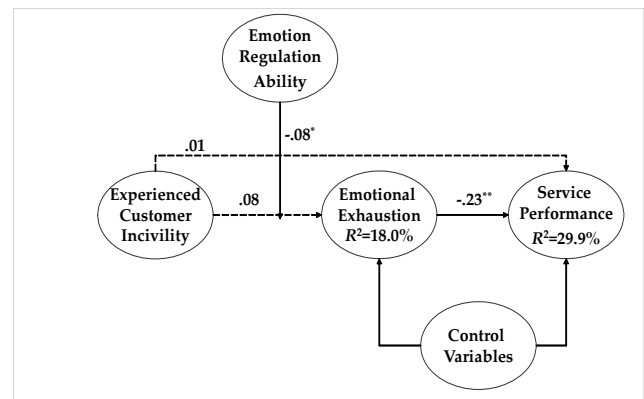 Emotion
Regulation
Ability
-.08*
.01
Experienced
Customer
Incivility
.08
Emotional
Exhaustion
R²=18.0%
-.23**
Service
Performance
R²=29.9%
Control
Variables